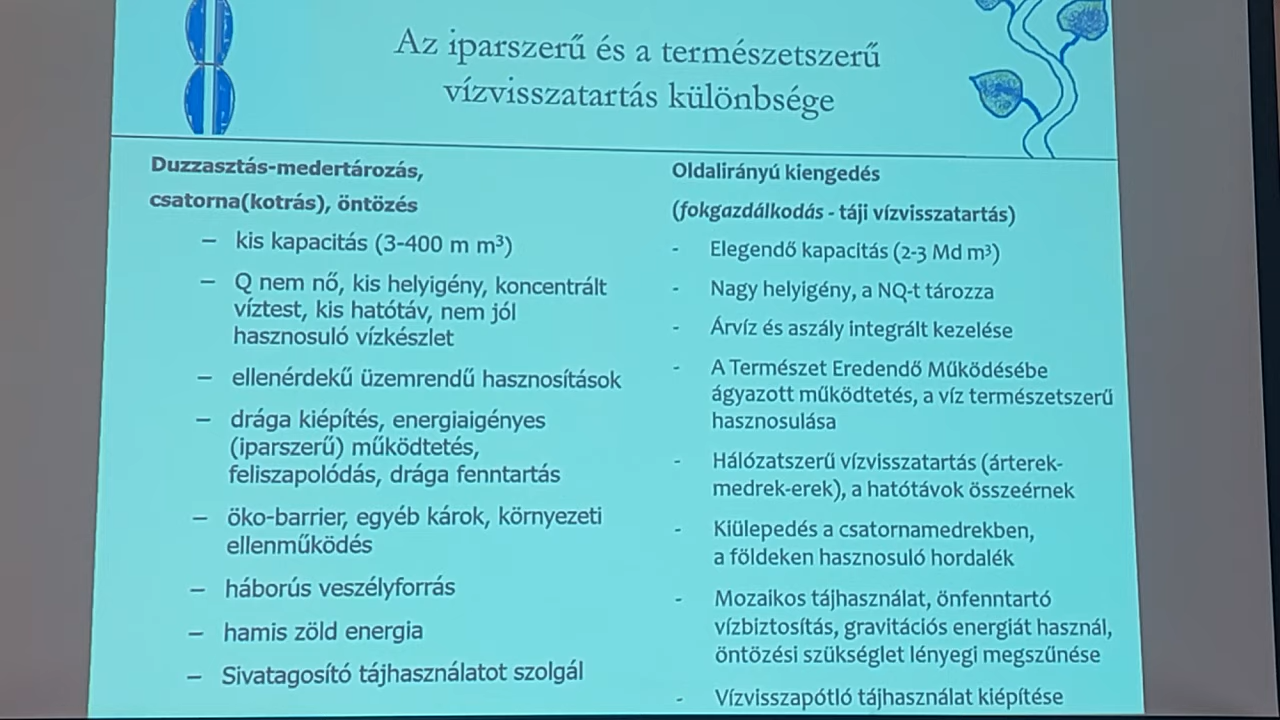 Az iparszerű és a természetszerű
vízvisszatartás különbsége
Duzzasztás-medertározás,
csatorna(kotrás), öntözés
– kis kapacitás (3-400 m m³)
– Q nem nő, kis helyigény, koncentrált
víztest, kis hatótáv, nem jól
hasznosuló vízkészlet
– ellenérdekű üzemrendű hasznosítások
– drága kiépítés, energiaigényes
(iparszerű) működtetés,
feliszapolódás, drága fenntartás
– öko-barrier, egyéb károk, környezeti
ellenműködés
– háborús veszélyforrás
– hamis zöld energia
– Sivatagosító tájhasználatot szolgál
Oldalirányú kiengedés
(fokgazdálkodás - táji vízvisszatartás)
- Elegendő kapacitás (2-3 Md m³)
- Nagy helyigény, a NQ-t tározza
- Árvíz és aszály integrált kezelése
- A Természet Eredendő Működésébe
ágyazott működtetés, a víz természetszerű
hasznosulása
- Hálózatszerű vízvisszatartás (árterek-
medrek-erek), a hatótávok összeérnek
- Kiülepedés a csatornamedrekben,
a földeken hasznosuló hordalék
- Mozaikos tájhasználat, önfenntartó
vízbiztosítás, gravitációs energiát használ,
öntözési szükséglet lényegi megszűnése
- Vízvisszapótló tájhasználat kiépítése